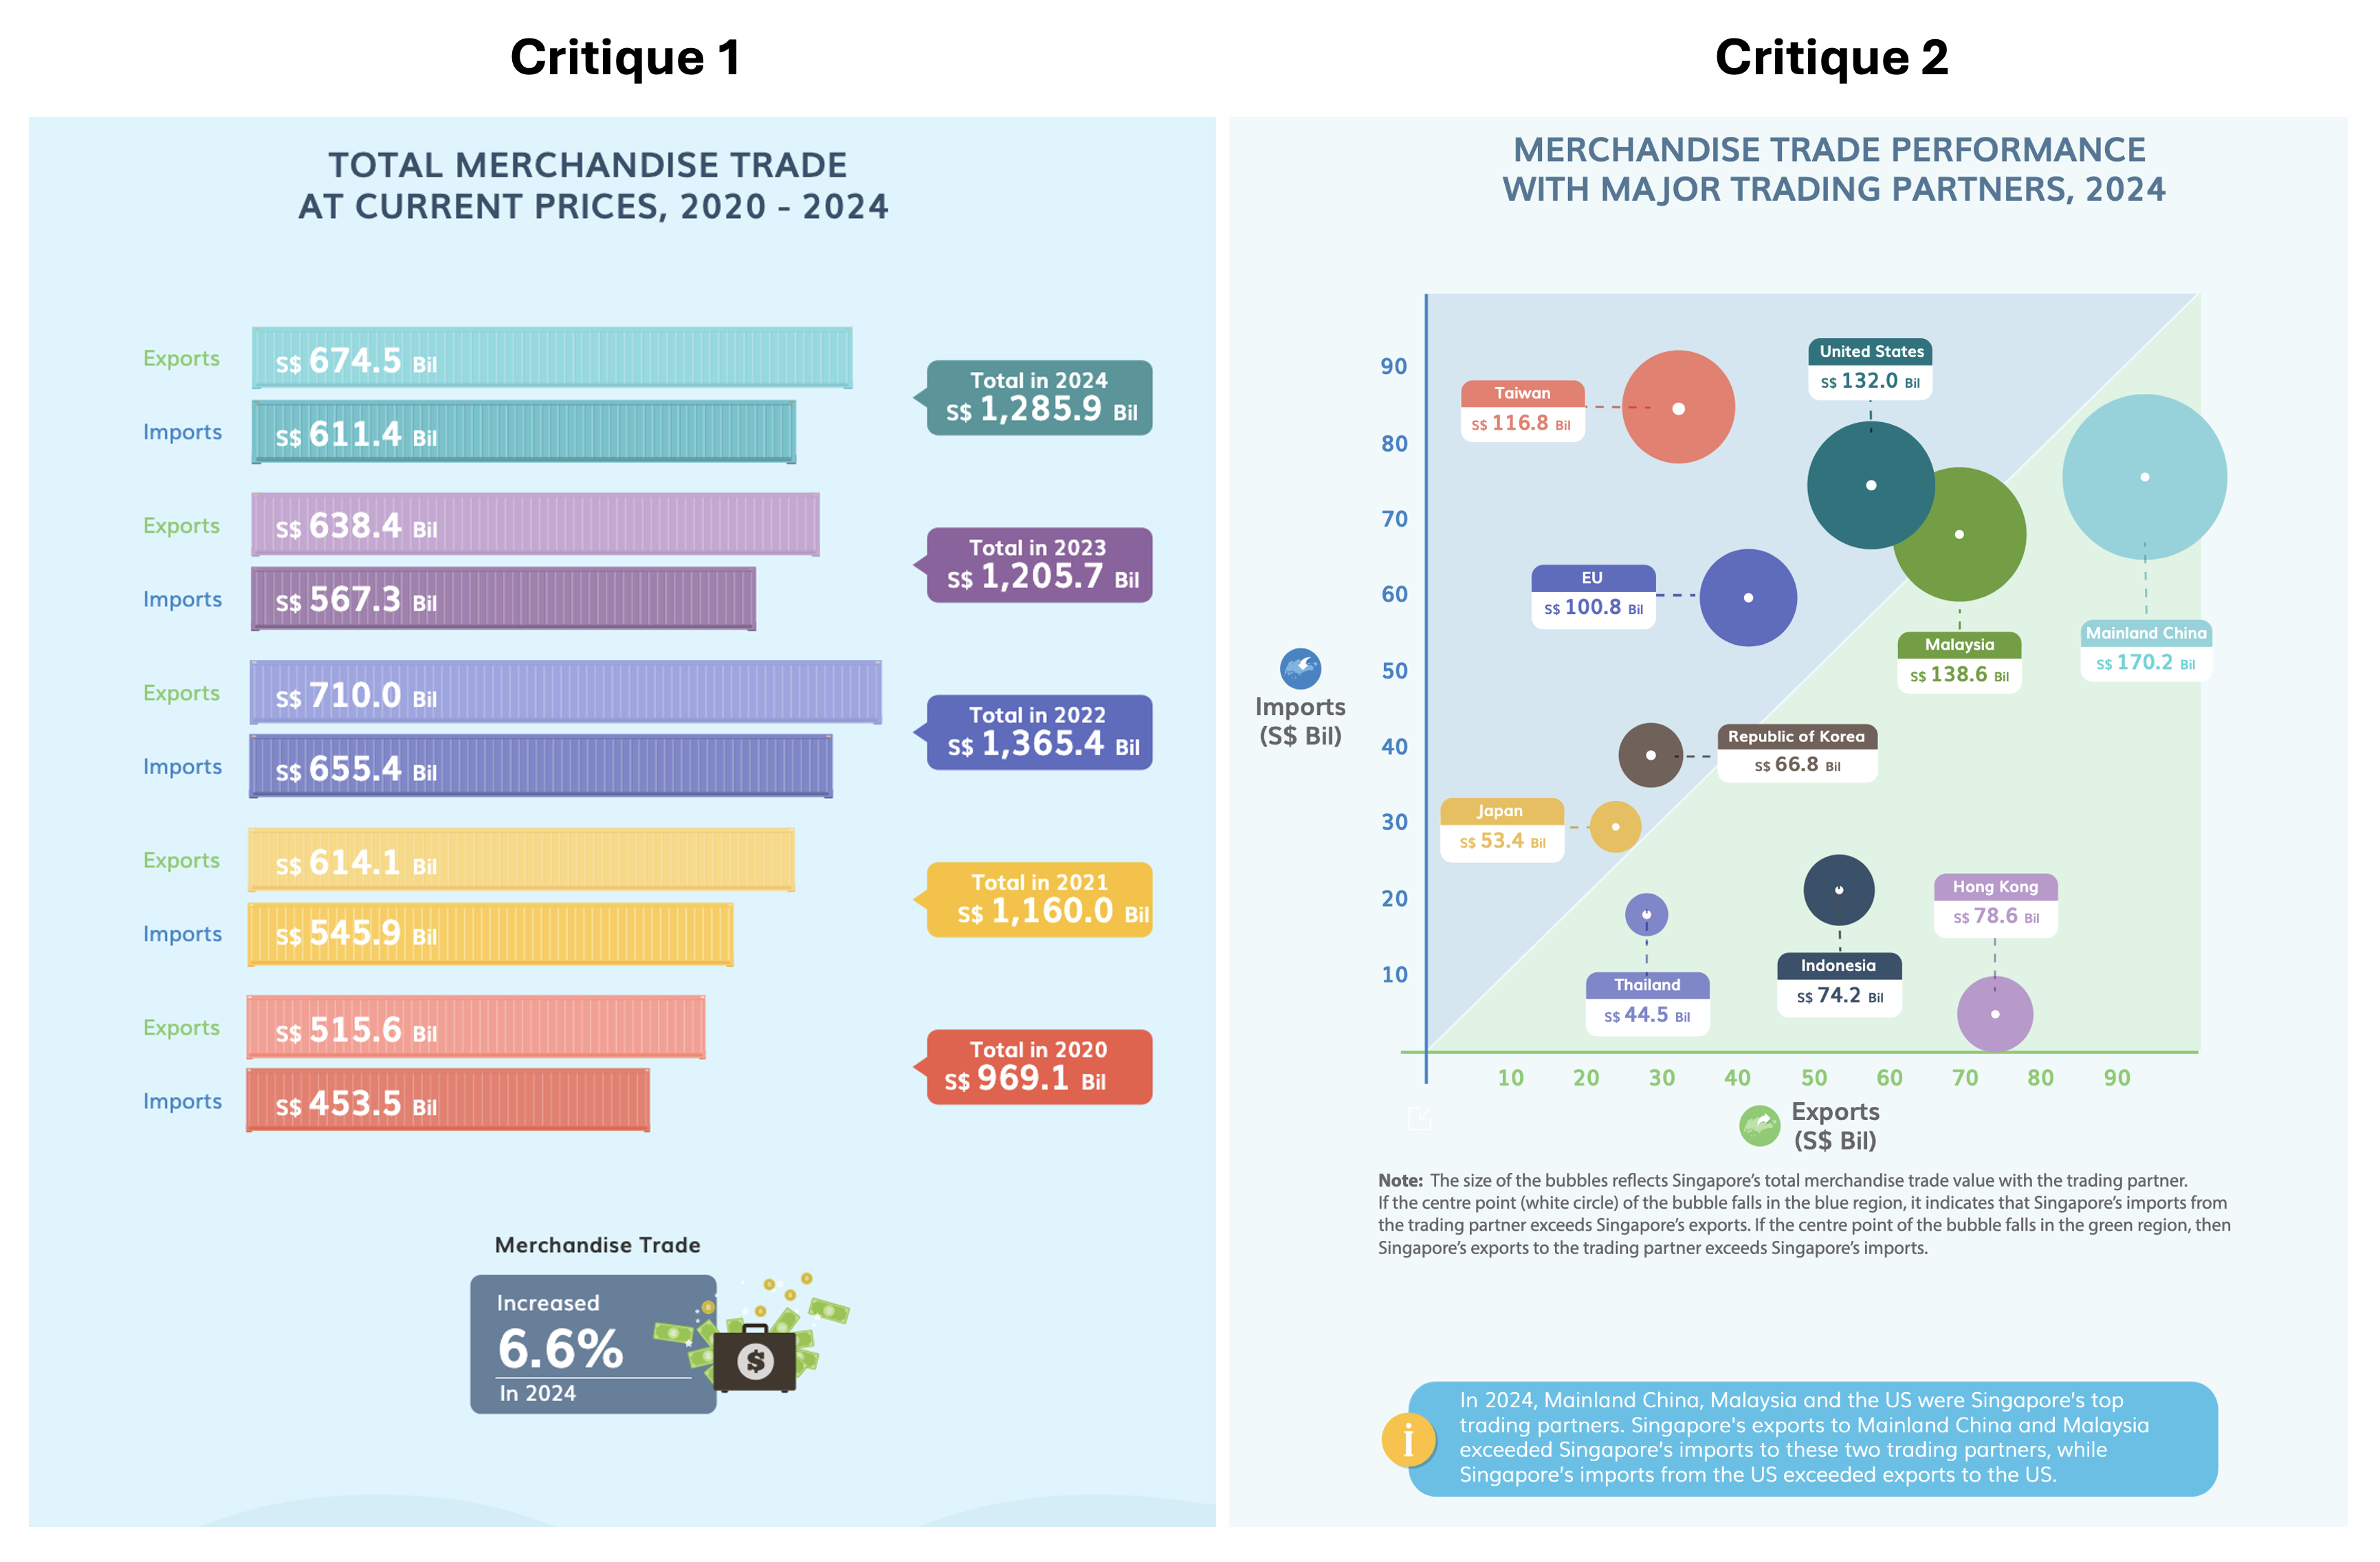 Critique 1
TOTAL MERCHANDISE TRADE
AT CURRENT PRICES, 2020 - 2024
Exports
S$ 674.5 Bil
Imports
S$ 611.4 Bil
Total in 2024
S$ 1,285.9 Bil
Exports
S$ 638.4 Bil
Imports
S$ 567.3 Bil
Total in 2023
S$ 1,205.7 Bil
Exports
S$ 710.0 Bil
Imports
S$ 655.4 Bil
Total in 2022
S$ 1,365.4 Bil
Exports
S$ 614.1 Bil
Imports
S$ 545.9 Bil
Total in 2021
S$ 1,160.0 Bil
Exports
S$ 515.6 Bil
Imports
S$ 453.5 Bil
Total in 2020
S$ 969.1 Bil
Merchandise Trade
Increased
6.6%
In 2024
$
Critique 2
MERCHANDISE TRADE PERFORMANCE
WITH MAJOR TRADING PARTNERS, 2024
Imports
(S$ Bil)
90
80
70
60
50
40
30
20
10
Taiwan
S$ 116.8 Bil
United States
S$ 132.0 Bil
EU
S$ 100.8 Bil
Malaysia
S$ 138.6 Bil
Mainland China
S$ 170.2 Bil
Republic of Korea
S$ 66.8 Bil
Japan
S$ 53.4 Bil
Thailand
S$ 44.5 Bil
Indonesia
S$ 74.2 Bil
Hong Kong
S$ 78.6 Bil
10 20 30 40 50 60 70 80 90
Exports
(S$ Bil)
Note: The size of the bubbles reflects Singapore's total merchandise trade value with the trading partner.
If the centre point (white circle) of the bubble falls in the blue region, it indicates that Singapore's imports from
the trading partner exceeds Singapore's exports. If the centre point of the bubble falls in the green region, then
Singapore's exports to the trading partner exceeds Singapore's imports.
i
In 2024, Mainland China, Malaysia and the US were Singapore's top
trading partners. Singapore's exports to Mainland China and Malaysia
exceeded Singapore's imports to these two trading partners, while
Singapore's imports from the US exceeded exports to the US.